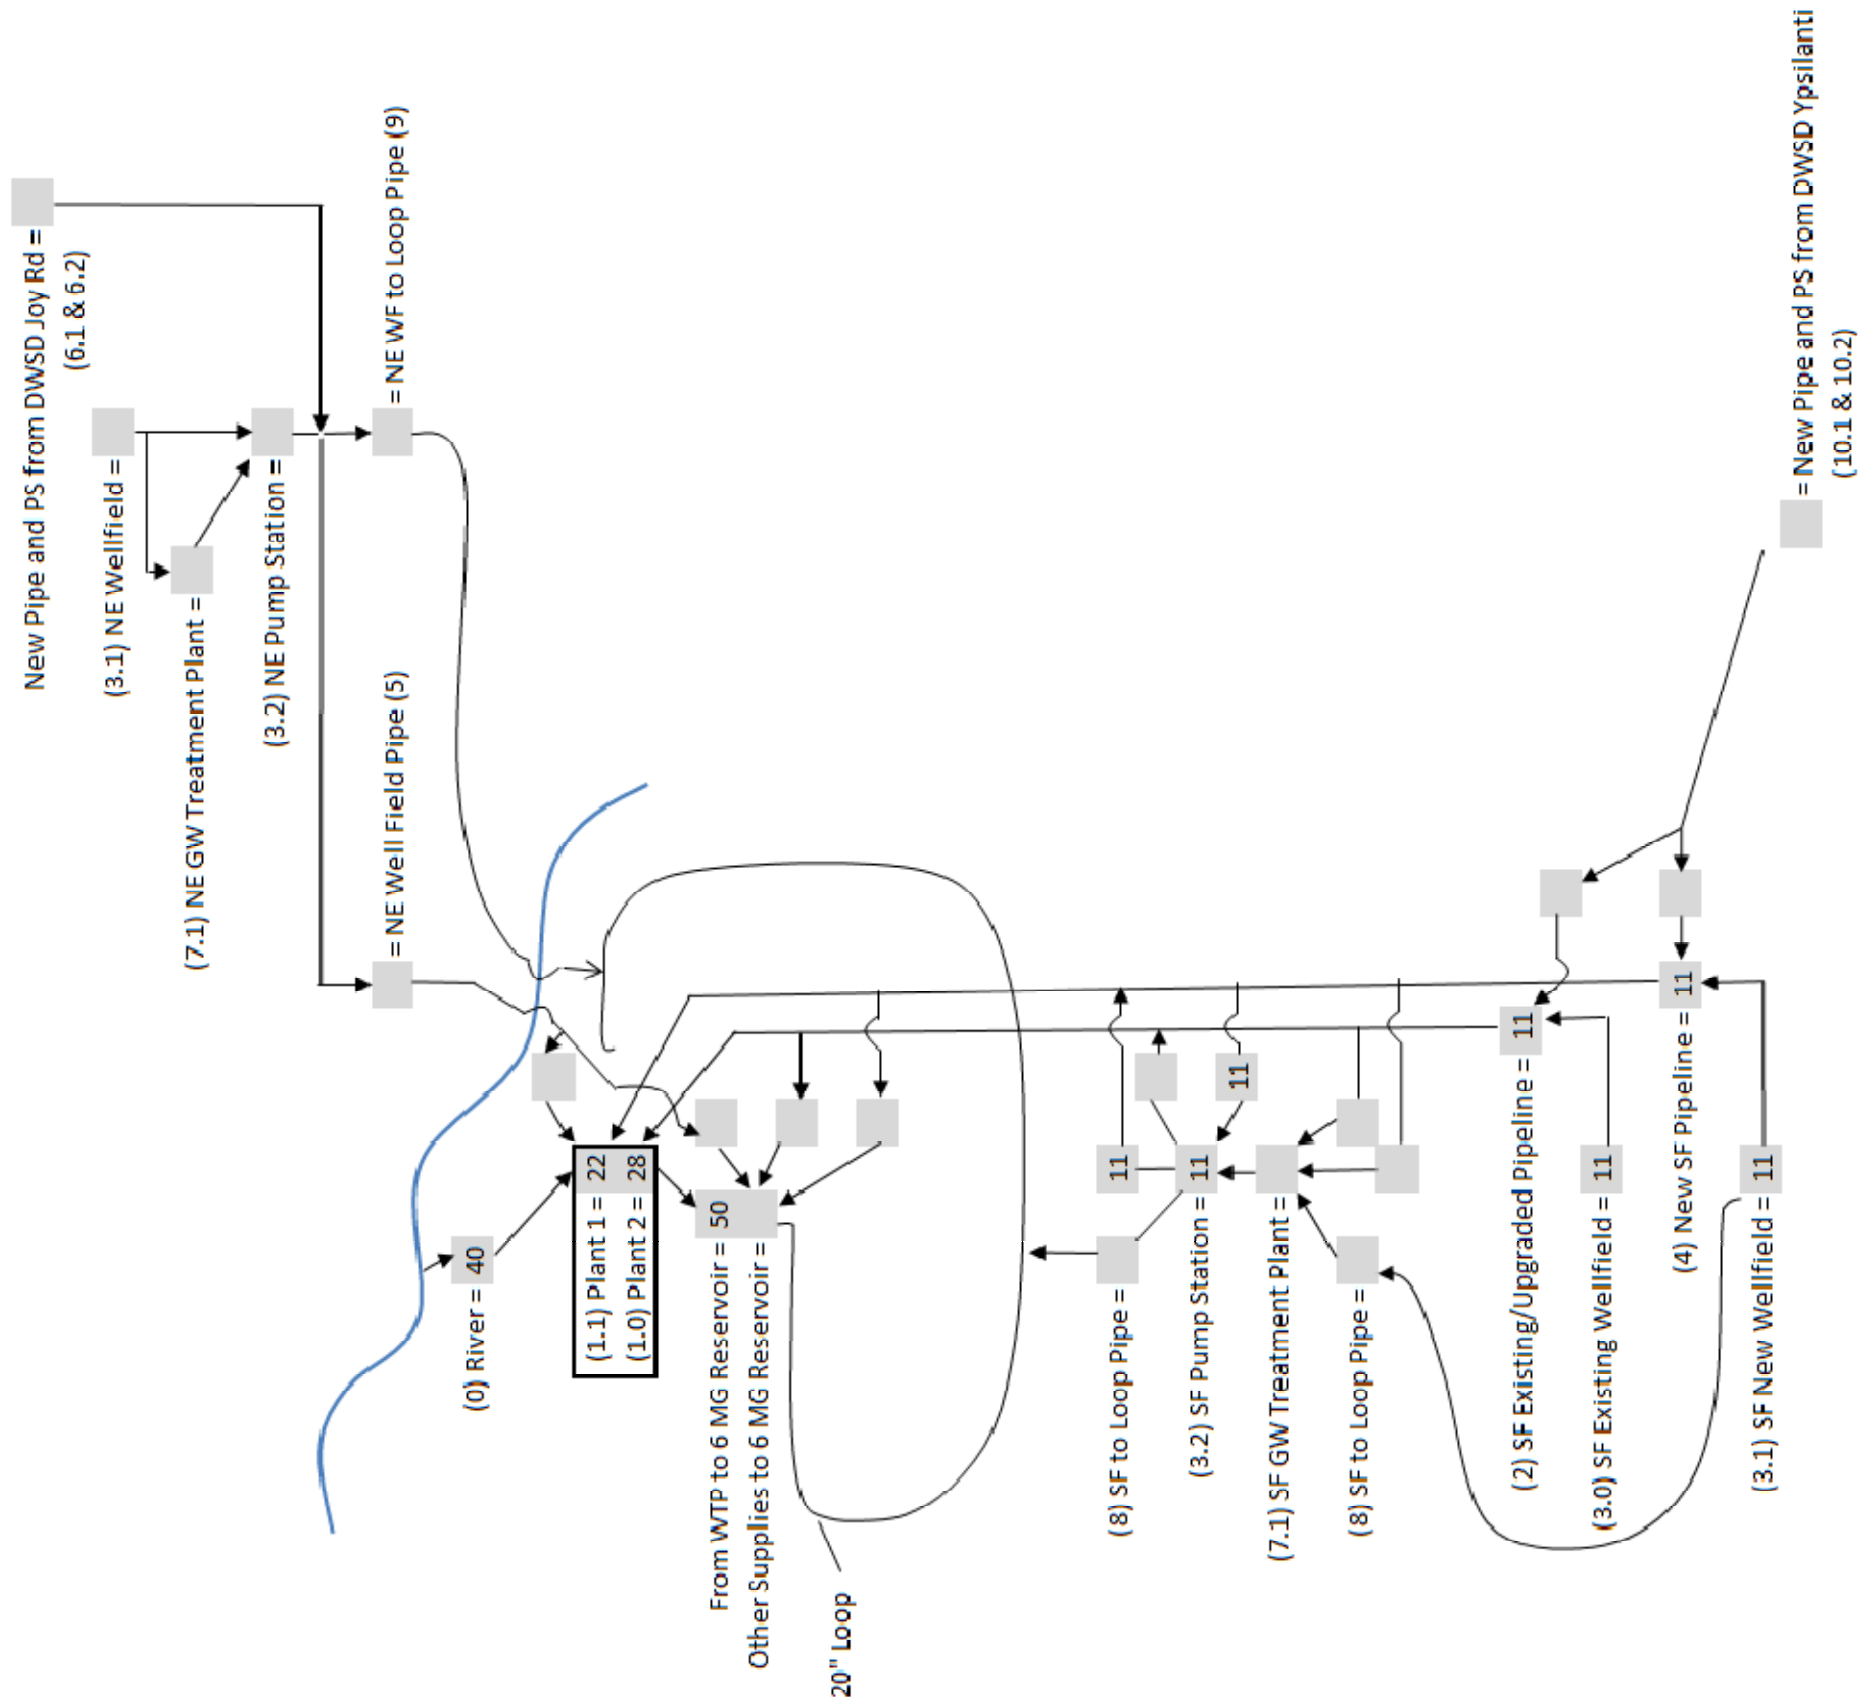 New Pipe and PS from DWSD Joy Rd =
(6.1 & 6.2)
(3.1) NE Wellfield =
(7.1) NE GW Treatment Plant =
(3.2) NE Pump Station =
= NE WF to Loop Pipe (9)
= NE Well Field Pipe (5)
(0) River = 40
(1.1) Plant 1 = 22
(1.0) Plant 2 = 28
From WTP to 6 MG Reservoir = 50
Other Supplies to 6 MG Reservoir =
20" Loop
(8) SF to Loop Pipe =
11
11
(3.2) SF Pump Station = 11
(7.1) SF GW Treatment Plant =
(8) SF to Loop Pipe =
(2) SF Existing/Upgraded Pipeline = 11
(3.0) SF Existing Wellfield = 11
(4) New SF Pipeline = 11
(3.1) SF New Wellfield = 11
= New Pipe and PS from DWSD Ypsilanti
(10.1 & 10.2)